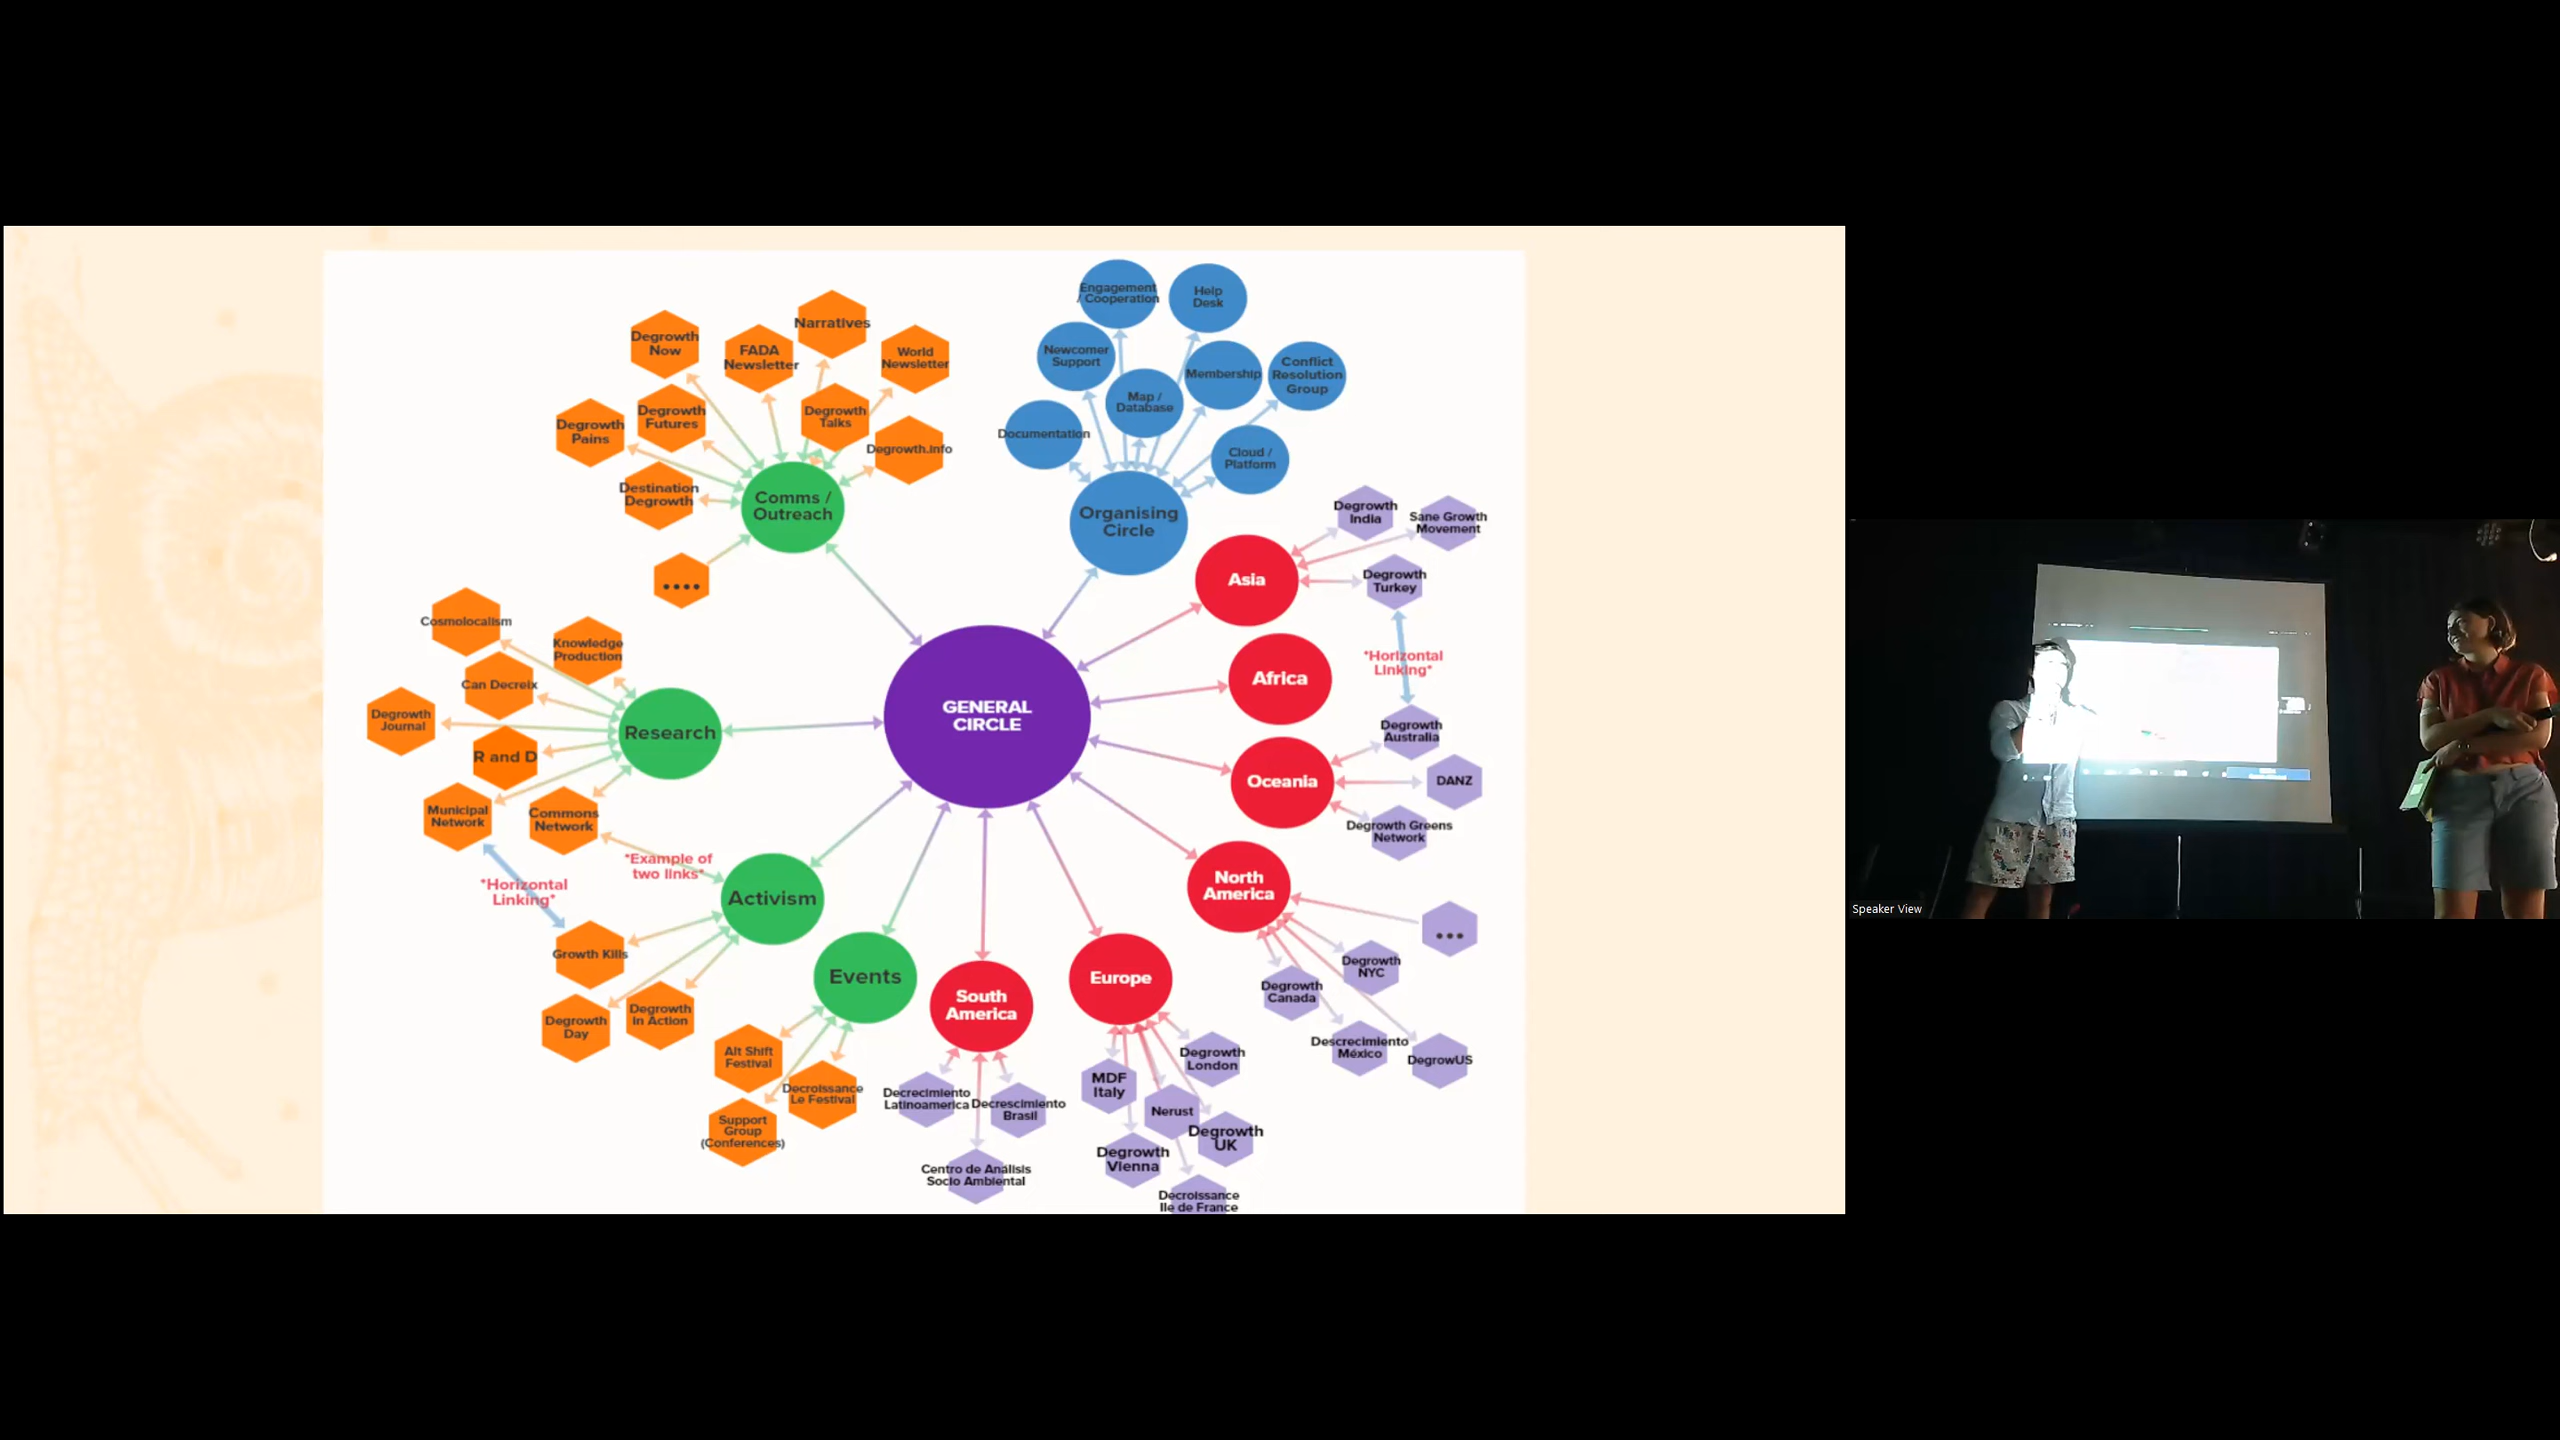 Engagement
/ Cooperation
Help
Desk
Narratives
Degrowth
Now
FADA
Newsletter
World
Newsletter
Newcomer
Support
Membership
Conflict
Resolution
Group
Map /
Database
Degrowth
Pains
Degrowth
Futures
Degrowth
Talks
Degrowth.info
Documentation
Cloud /
Platform
Destination
Degrowth
Comms /
Outreach
Organising
Circle
....
Degrowth
India
Sane Growth
Movement
Asia
Degrowth
Turkey
Cosmolocalism
Knowledge
Production
Can Decreix
Degrowth
Journal
Research
R and D
Municipal
Network
Commons
Network
GENERAL
CIRCLE
Africa
*Horizontal
Linking*
Degrowth
Australia
Oceania
DANZ
Degrowth Greens
Network
*Example of
two links*
*Horizontal
Linking*
Activism
North
America
...
Growth Kills
Degrowth
Day
Degrowth
in Action
Events
South
America
Europe
Degrowth
NYC
Degrowth
Canada
Descrecimiento
México
DegrowUS
Alt Shift
Festival
Decroissance
Le Festival
Support
Group
(Conferences)
Decrecimiento
Latinoamerica
Decrescimiento
Brasil
Centro de Análisis
Socio Ambiental
MDF
Italy
Degrowth
London
Nerust
Degrowth
UK
Degrowth
Vienna
Decroissance
Ile de France
Speaker View